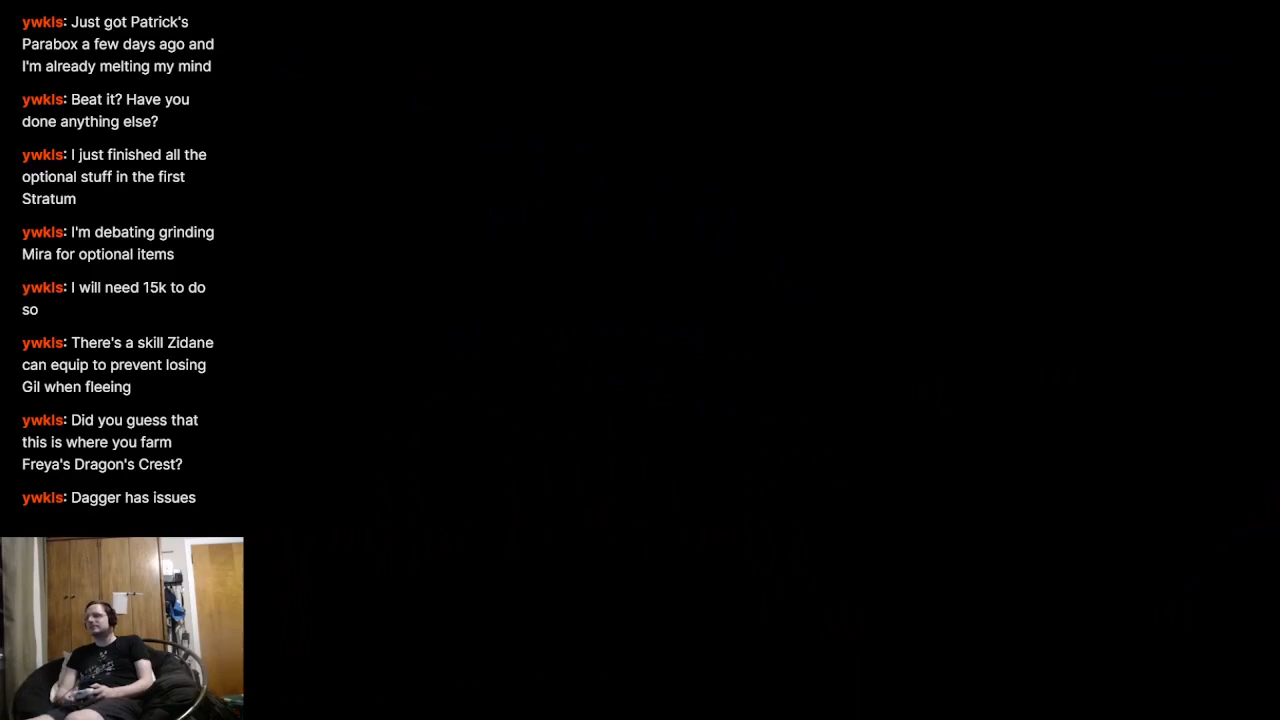 ywkls: Just got Patrick's
Parabox a few days ago and
I'm already melting my mind
ywkls: Beat it? Have you
done anything else?
ywkls: I just finished all the
optional stuff in the first
Stratum
ywkls: I'm debating grinding
Mira for optional items
ywkls: I will need 15k to do
so
ywkls: There's a skill Zidane
can equip to prevent losing
Gil when fleeing
ywkls: Did you guess that
this is where you farm
Freya's Dragon's Crest?
ywkls: Dagger has issues